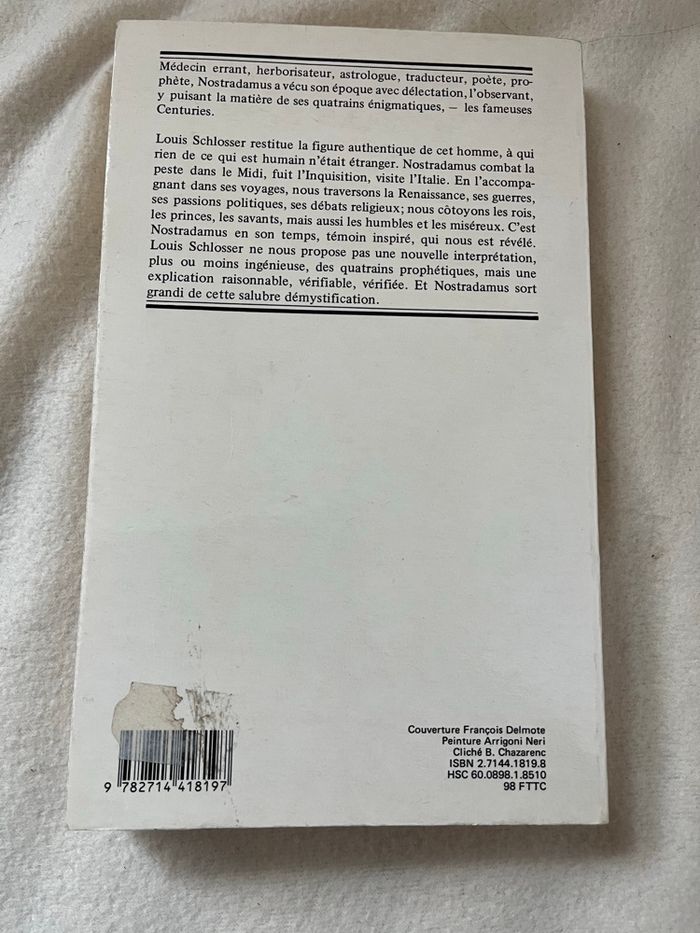 Médecin errant, herborisateur, astrologue, traducteur, poète, pro-
phète, Nostradamus a vécu son époque avec délectation, l'observant,
y puisant la matière de ses quatrains énigmatiques, — les fameuses
Centuries.
Louis Schlosser restitue la figure authentique de cet homme, à qui
rien de ce qui est humain n'était étranger. Nostradamus combat la
peste dans le Midi, fuit l'Inquisition, visite l'Italie. En l'accompa-
gnant dans ses voyages, nous traversons la Renaissance, ses guerres,
ses passions politiques, ses débats religieux; nous côtoyons les rois,
les princes, les savants, mais aussi les humbles et les miséreux. C'est
Nostradamus en son temps, témoin inspiré, qui nous est révélé.
Louis Schlosser ne nous propose pas une nouvelle interprétation,
plus ou moins ingénieuse, des quatrains prophétiques, mais une
explication raisonnable, vérifiable, vérifiée. Et Nostradamus sort
grandi de cette salubre démystification.
Couverture François Delmote
Peinture Arrigoni Neri
Cliché B. Chazarenc
ISBN 2.7144.1819.8
HSC 60.0898.1.8510
98 FTTC
9 782714 418197